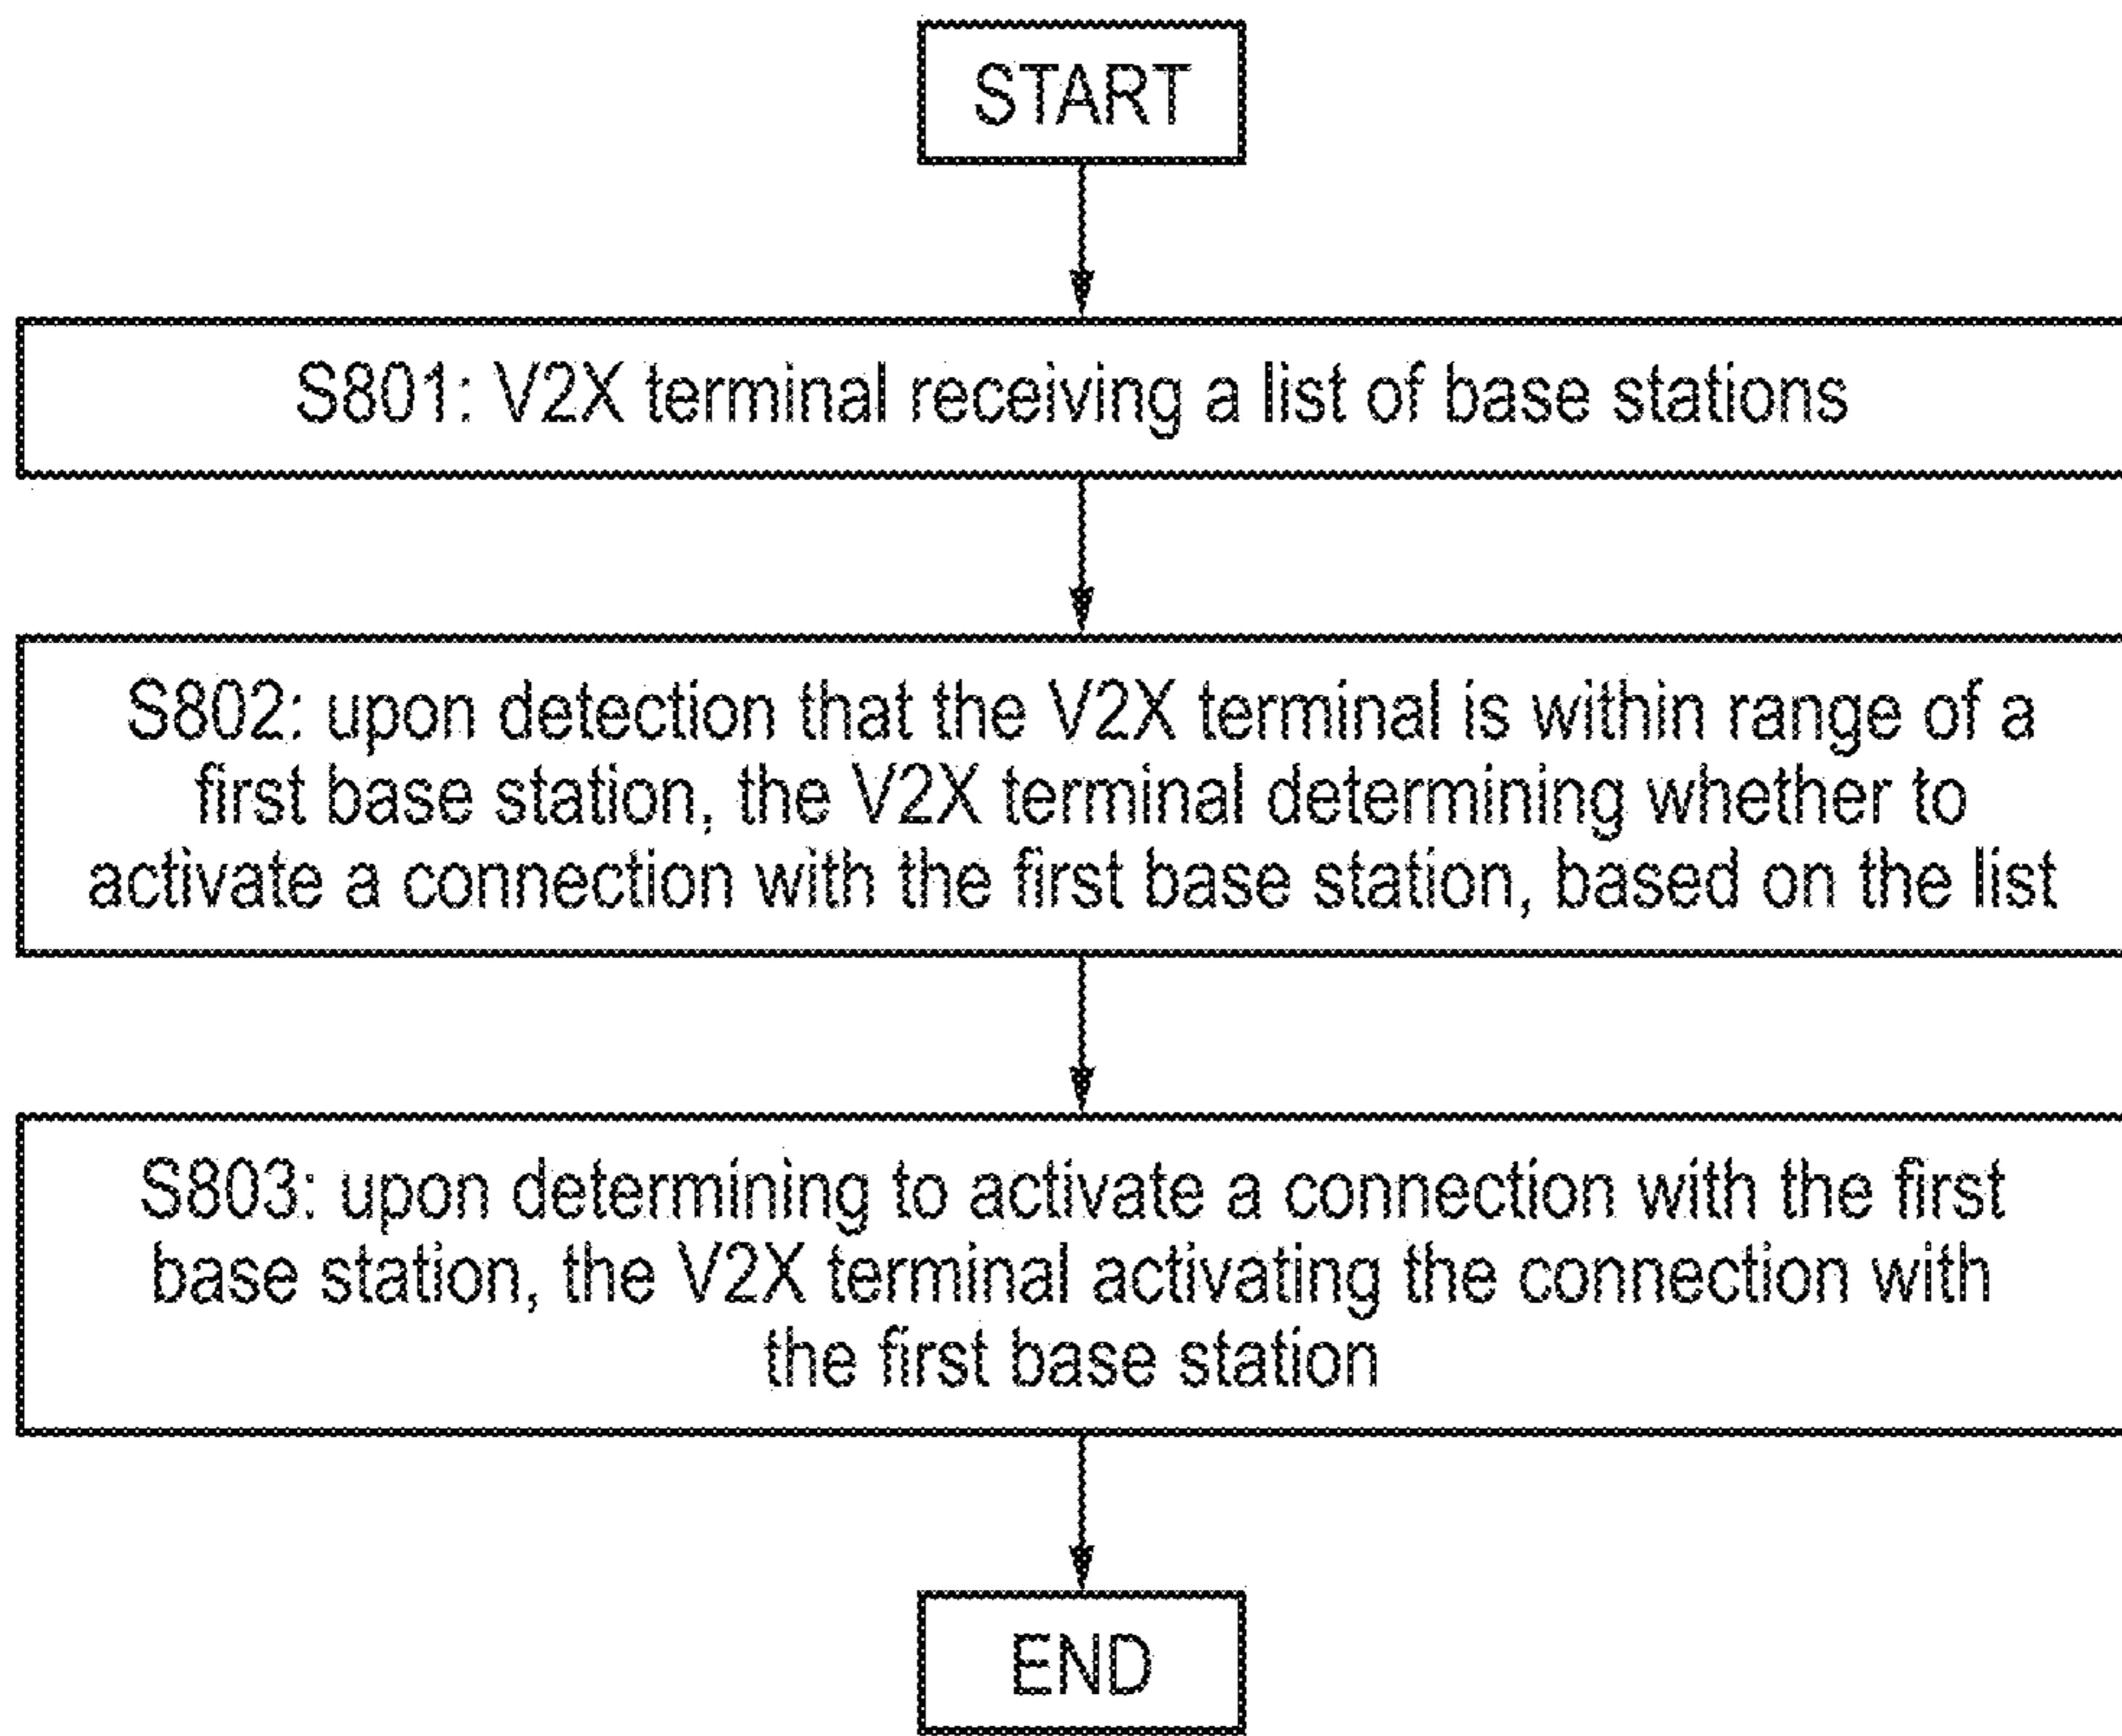 START
S801: V2X terminal receiving a list of base stations
S802: upon detection that the V2X terminal is within range of a
first base station, the V2X terminal determining whether to
activate a connection with the first base station, based on the list
S803: upon determining to activate a connection with the first
base station, the V2X terminal activating the connection with
the first base station
END